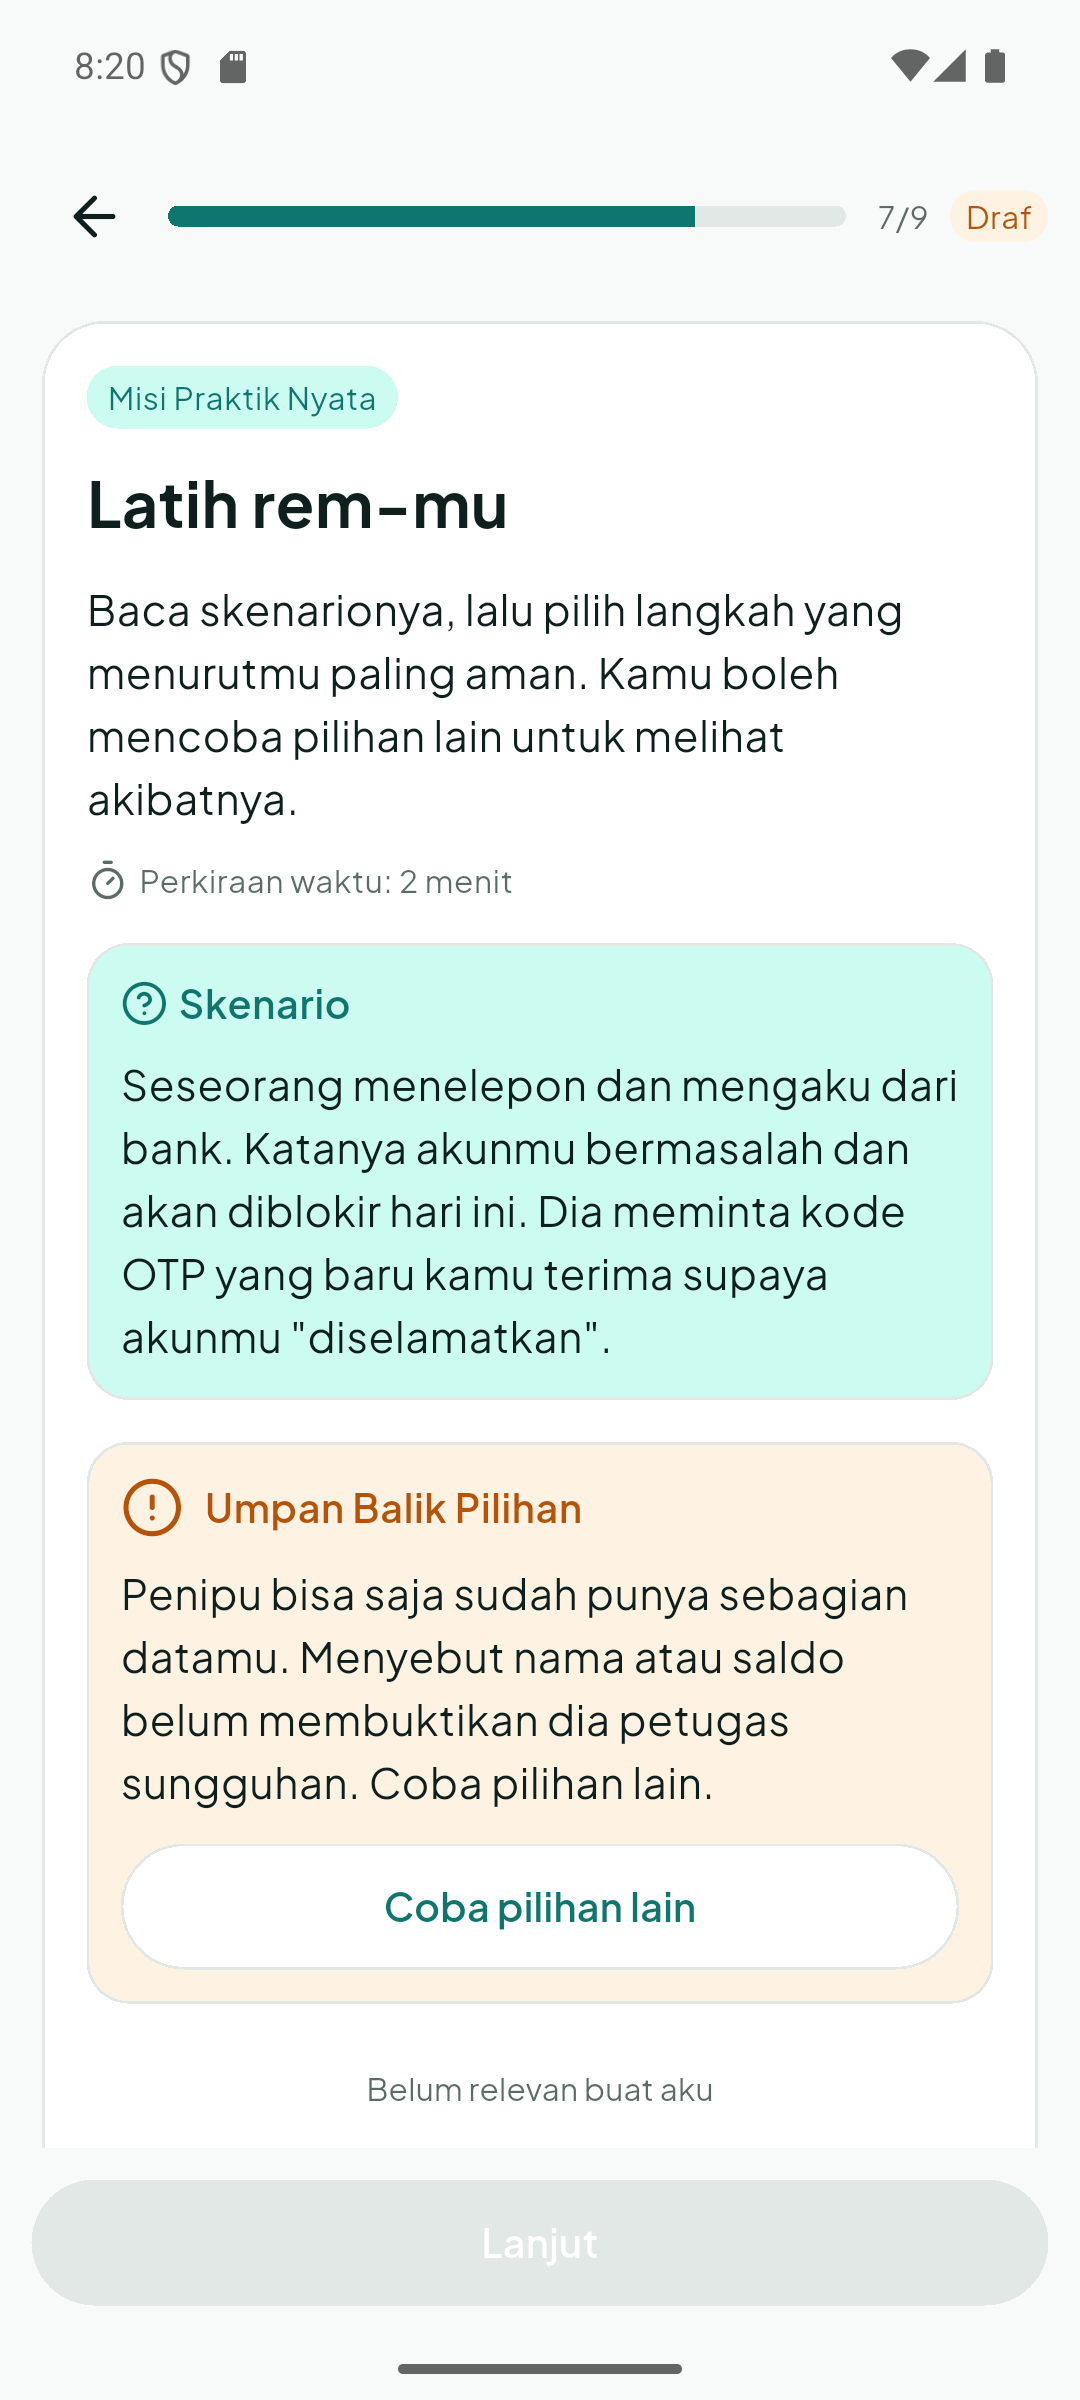 8:20
7/9
Draf
Misi Praktik Nyata
Latih rem-mu
Baca skenarionya, lalu pilih langkah yang
menurutmu paling aman. Kamu boleh
mencoba pilihan lain untuk melihat
akibatnya.
Perkiraan waktu: 2 menit
Skenario
Seseorang menelepon dan mengaku dari
bank. Katanya akunmu bermasalah dan
akan diblokir hari ini. Dia meminta kode
OTP yang baru kamu terima supaya
akunmu "diselamatkan".
Umpan Balik Pilihan
Penipu bisa saja sudah punya sebagian
datamu. Menyebut nama atau saldo
belum membuktikan dia petugas
sungguhan. Coba pilihan lain.
Coba pilihan lain
Belum relevan buat aku
Lanjut